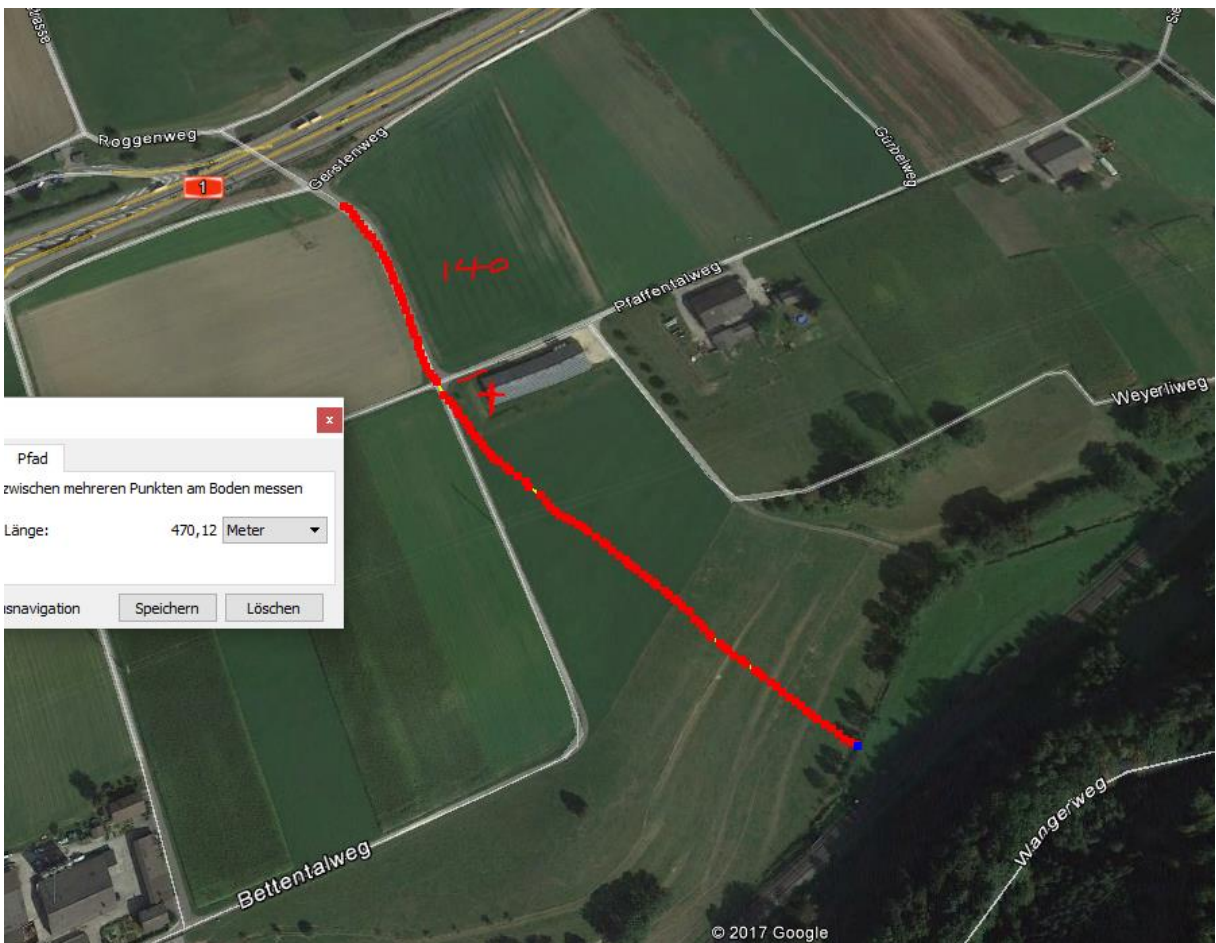 Roggenweg
Gerstenweg
1
Gürbelweg
140
Pfaffentalweg
Weyerliweg
x
Pfad
zwischen mehreren Punkten am Boden messen
Länge: 470,12 Meter
snavigation Speichern Löschen
Bettentalweg
Wangerweg
© 2017 Google